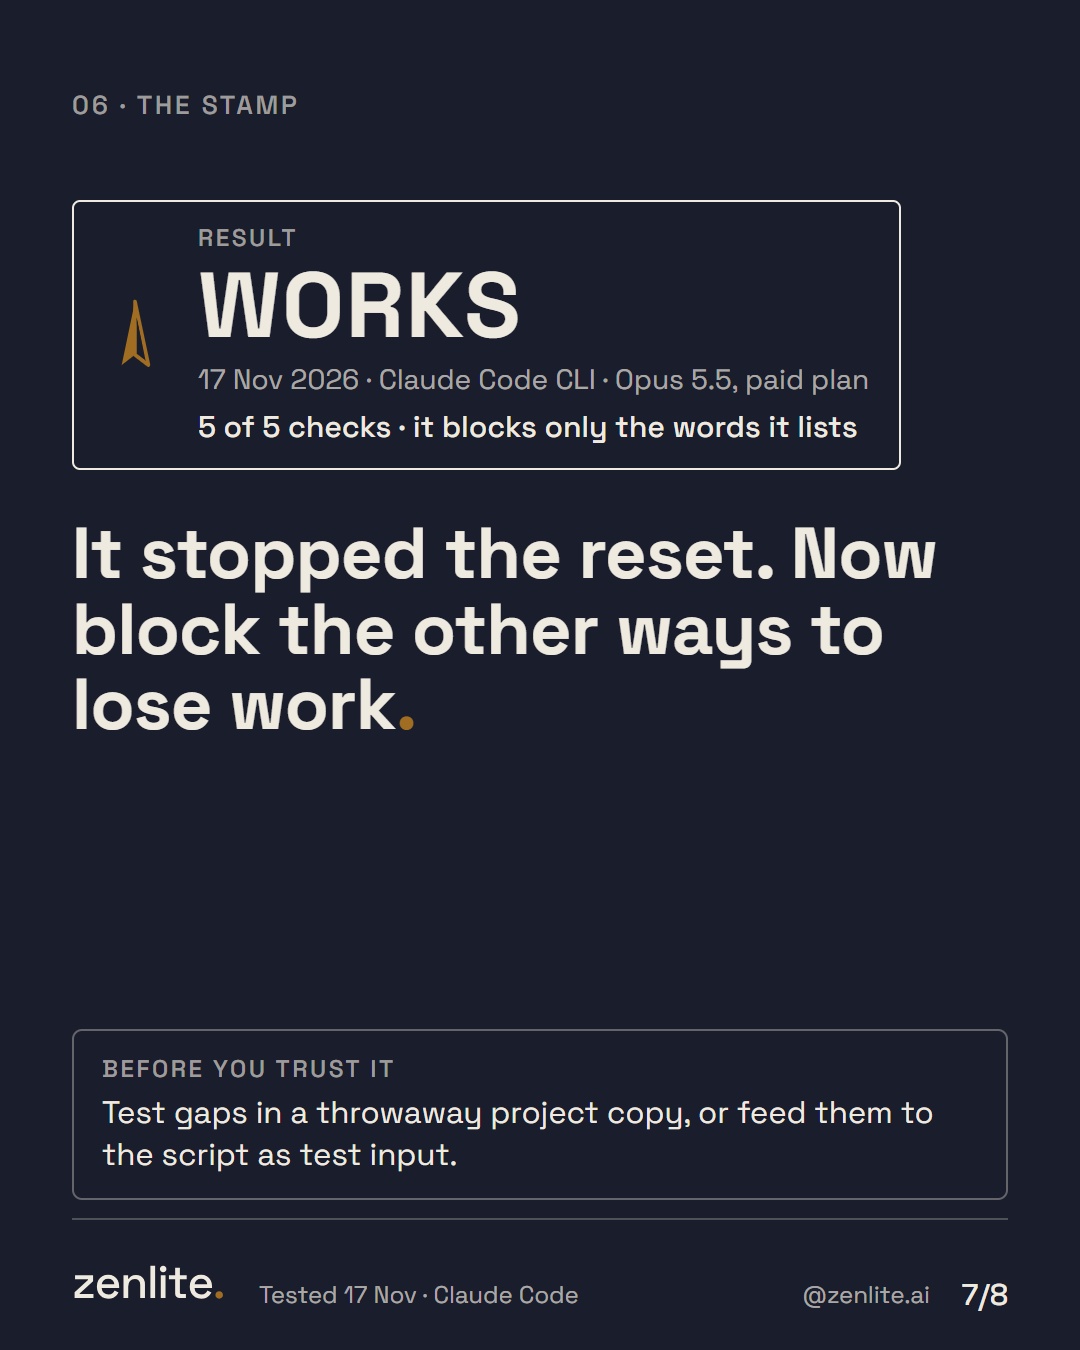 06 · THE STAMP
RESULT
WORKS
17 Nov 2026 · Claude Code CLI · Opus 5.5, paid plan
5 of 5 checks · it blocks only the words it lists
It stopped the reset. Now
block the other ways to
lose work.
BEFORE YOU TRUST IT
Test gaps in a throwaway project copy, or feed them to
the script as test input.
zenlite. Tested 17 Nov · Claude Code @zenlite.ai 7/8